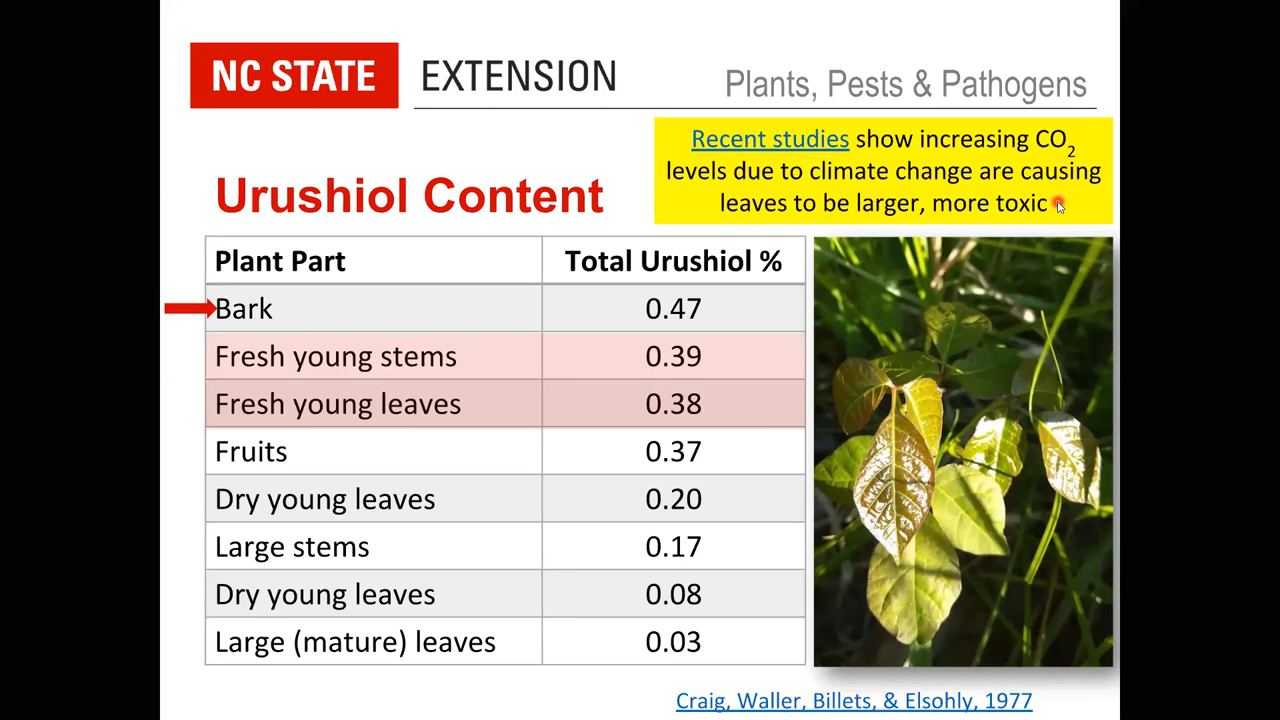 NC STATE EXTENSION
Plants, Pests & Pathogens
Recent studies show increasing CO2
levels due to climate change are causing
leaves to be larger, more toxic
Urushiol Content
Plant Part Total Urushiol %
Bark 0.47
Fresh young stems 0.39
Fresh young leaves 0.38
Fruits 0.37
Dry young leaves 0.20
Large stems 0.17
Dry young leaves 0.08
Large (mature) leaves 0.03
Craig, Waller, Billets, & Elsohly, 1977